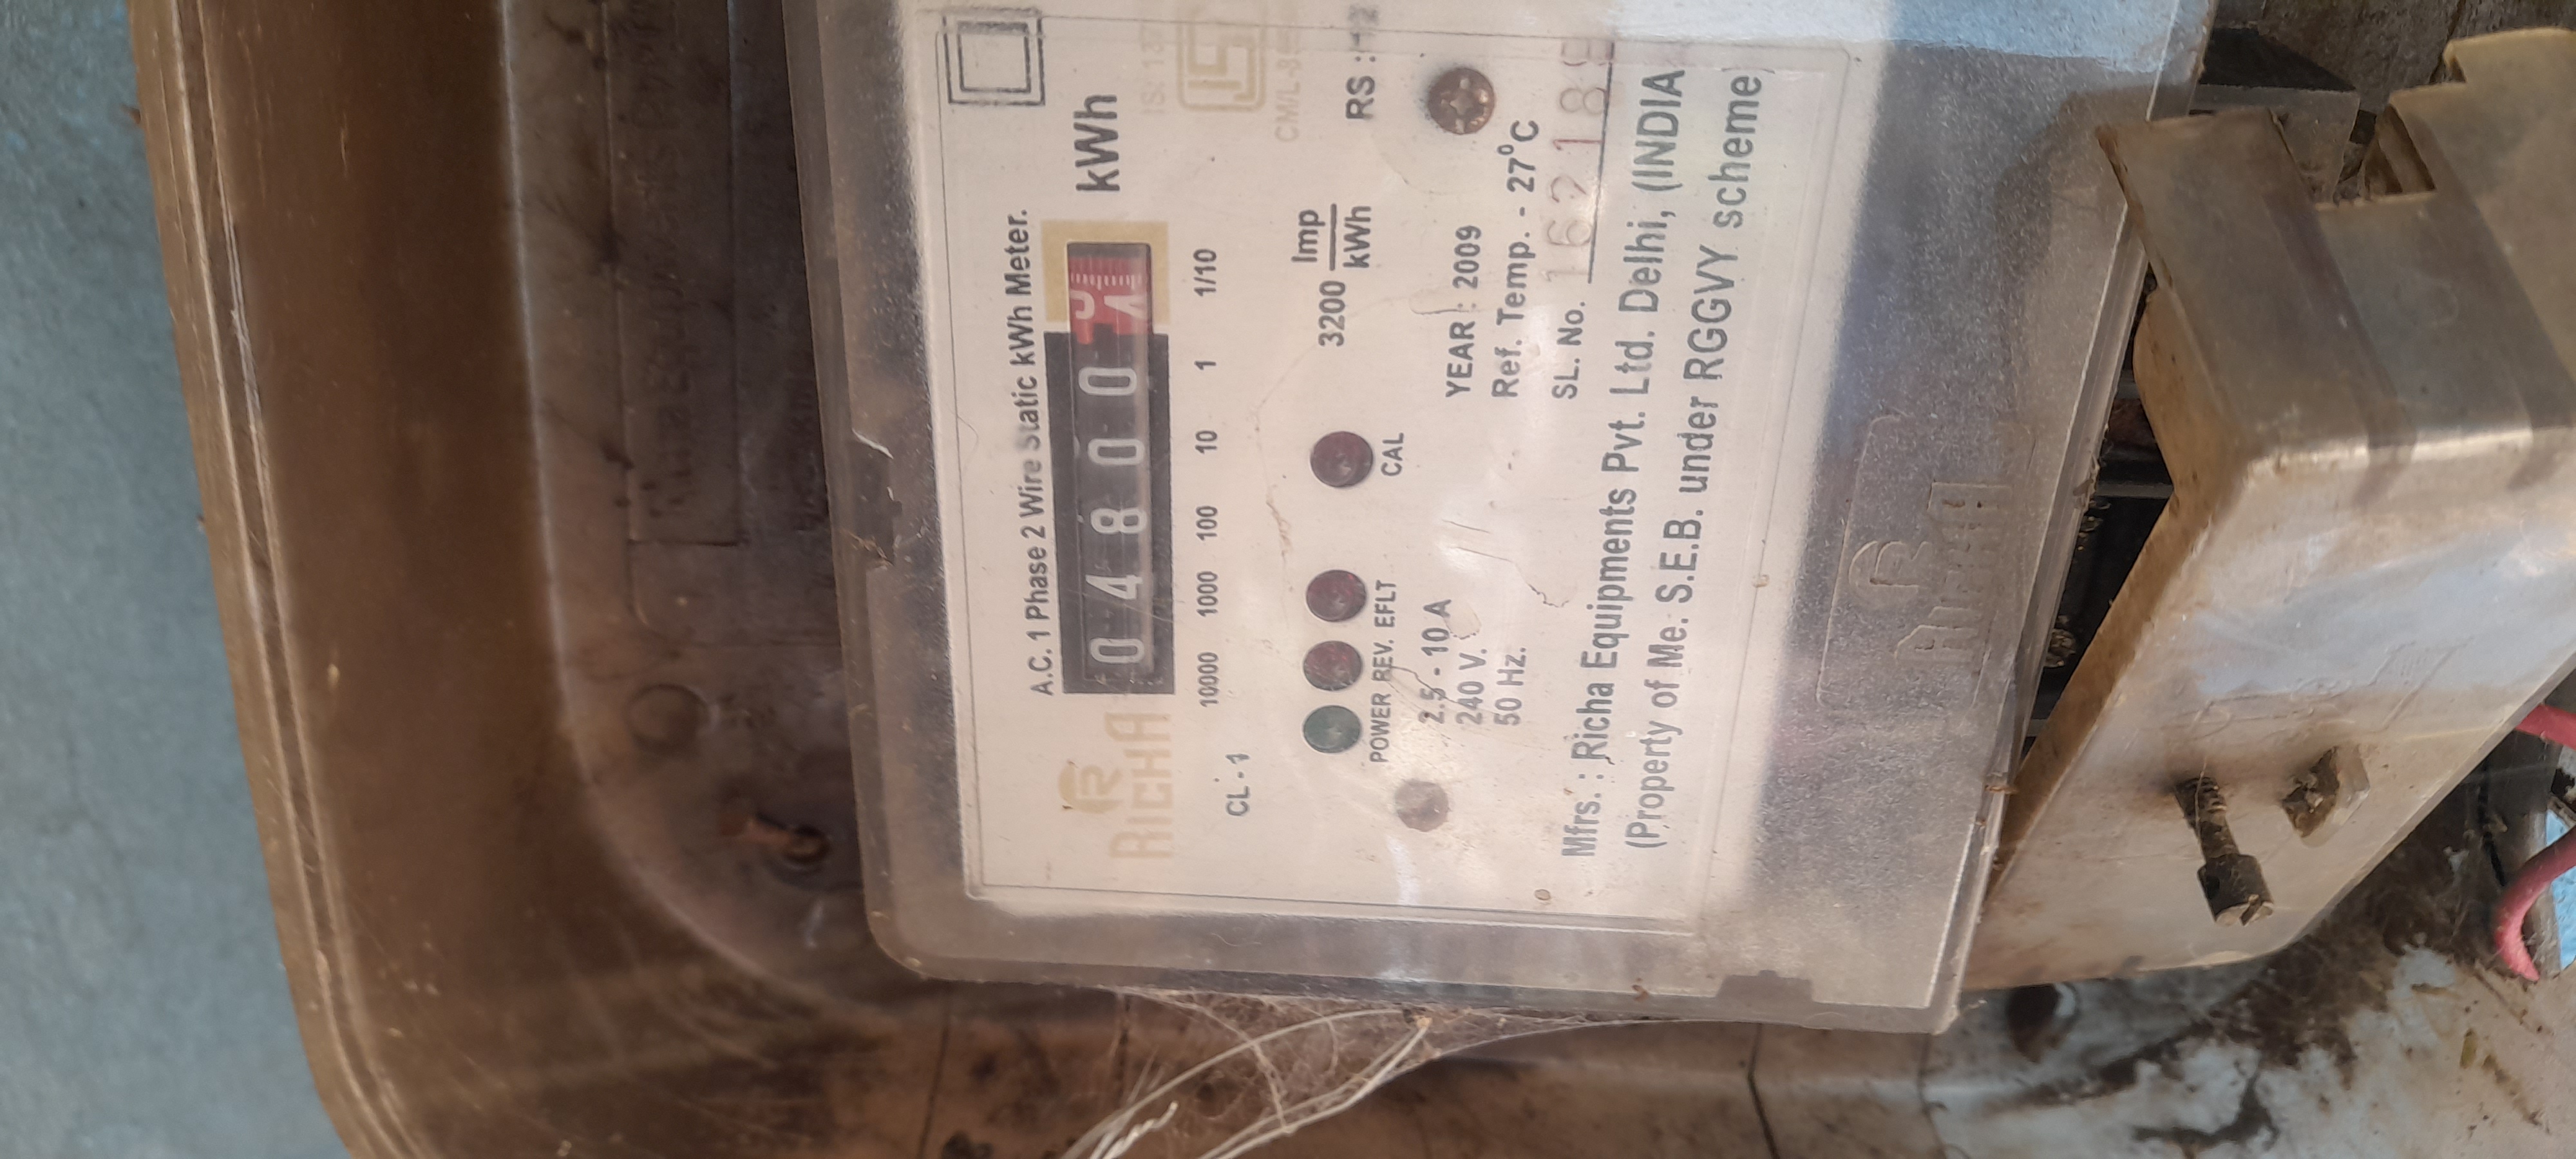 A.C. 1 Phase 2 Wire Static kWh Meter.
RICHA
0 4 8 0 0
kWh
10000 1000 100 10 1 1/10
CL-1
3200 Imp/kWh
RS :
POWER REV. EFLT CAL
2.5 - 10 A
240 V.
50 Hz.
YEAR : 2009
Ref. Temp. - 27°C
SL. No.
Mfrs. : Richa Equipments Pvt. Ltd. Delhi, (INDIA
(Property of Me. S.E.B. under RGGVY scheme)
RICHA